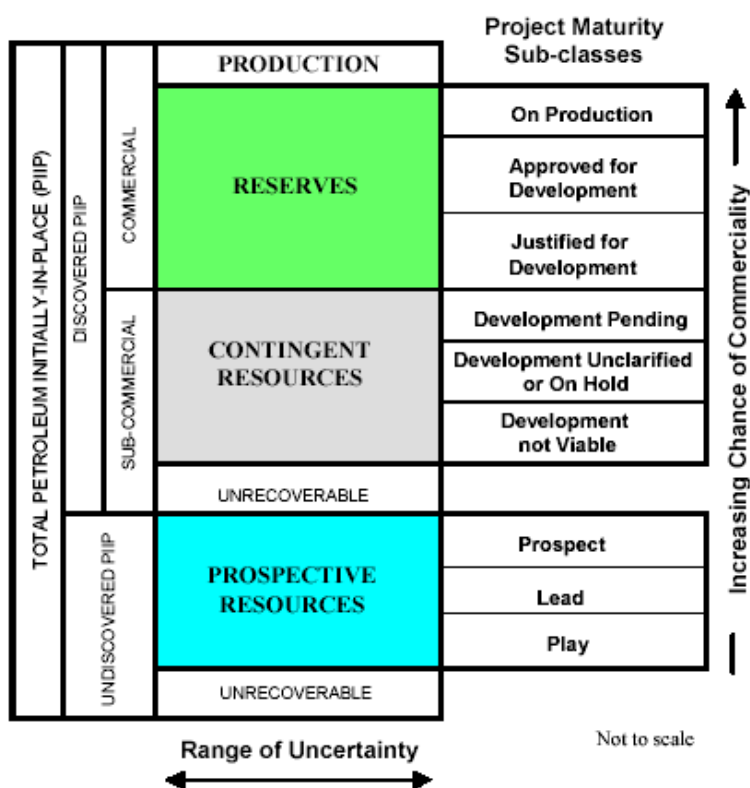 Project Maturity
Sub-classes
PRODUCTION
On Production
RESERVES
Approved for
Development
Justified for
Development
CONTINGENT
RESOURCES
Development Pending
Development Unclarified
or On Hold
Development
not Viable
UNRECOVERABLE
PROSPECTIVE
RESOURCES
Prospect
Lead
Play
UNRECOVERABLE
TOTAL PETROLEUM INITIALLY-IN-PLACE (PIIP)
DISCOVERED PIIP
UNDISCOVERED PIIP
COMMERCIAL
SUB-COMMERCIAL
Increasing Chance of Commerciality
Range of Uncertainty
Not to scale